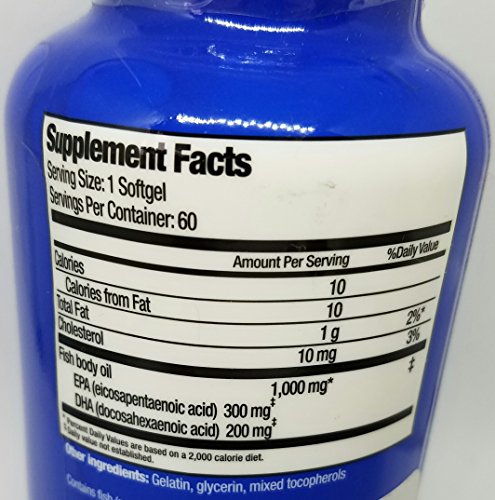 Supplement Facts
Serving Size: 1 Softgel
Servings Per Container: 60
Amount Per Serving %Daily Value
Calories 10
Calories from Fat 10
Total Fat 1 g 2%*
Cholesterol 10 mg 3%
Fish body oil 1,000 mg* ‡
EPA (eicosapentaenoic acid) 300 mg‡
DHA (docosahexaenoic acid) 200 mg‡
* Percent Daily Values are based on a 2,000 calorie diet.
‡ Daily value not established.
Other ingredients: Gelatin, glycerin, mixed tocopherols
Contains fish